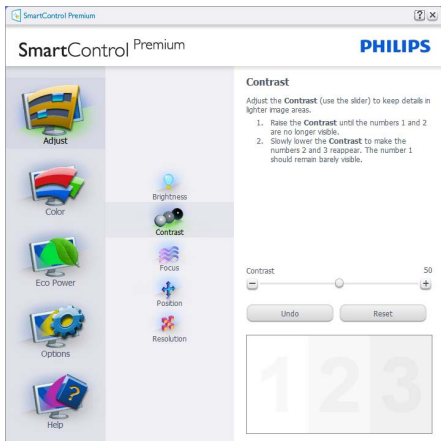 SmartControl Premium
SmartControl Premium
PHILIPS
Adjust
Color
Eco Power
Options
Help
Brightness
Contrast
Focus
Position
Resolution
Contrast
Adjust the Contrast (use the slider) to keep details in
lighter image areas.
1. Raise the Contrast until the numbers 1 and 2
are no longer visible.
2. Slowly lower the Contrast to make the
numbers 2 and 3 reappear. The number 1
should remain barely visible.
Contrast 50
Undo Reset
1 2 3